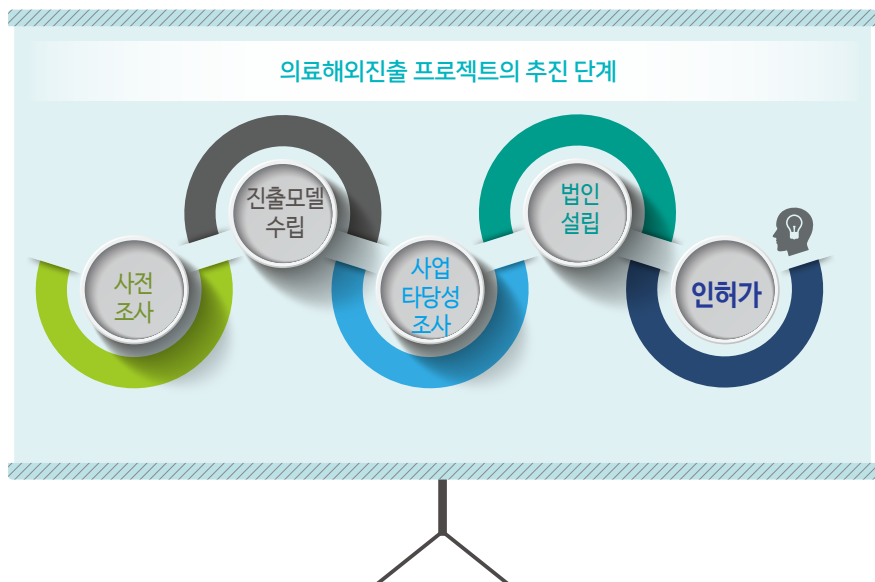 의료해외진출 프로젝트의 추진 단계
사전
조사
진출모델
수립
사업
타당성
조사
법인
설립
인허가